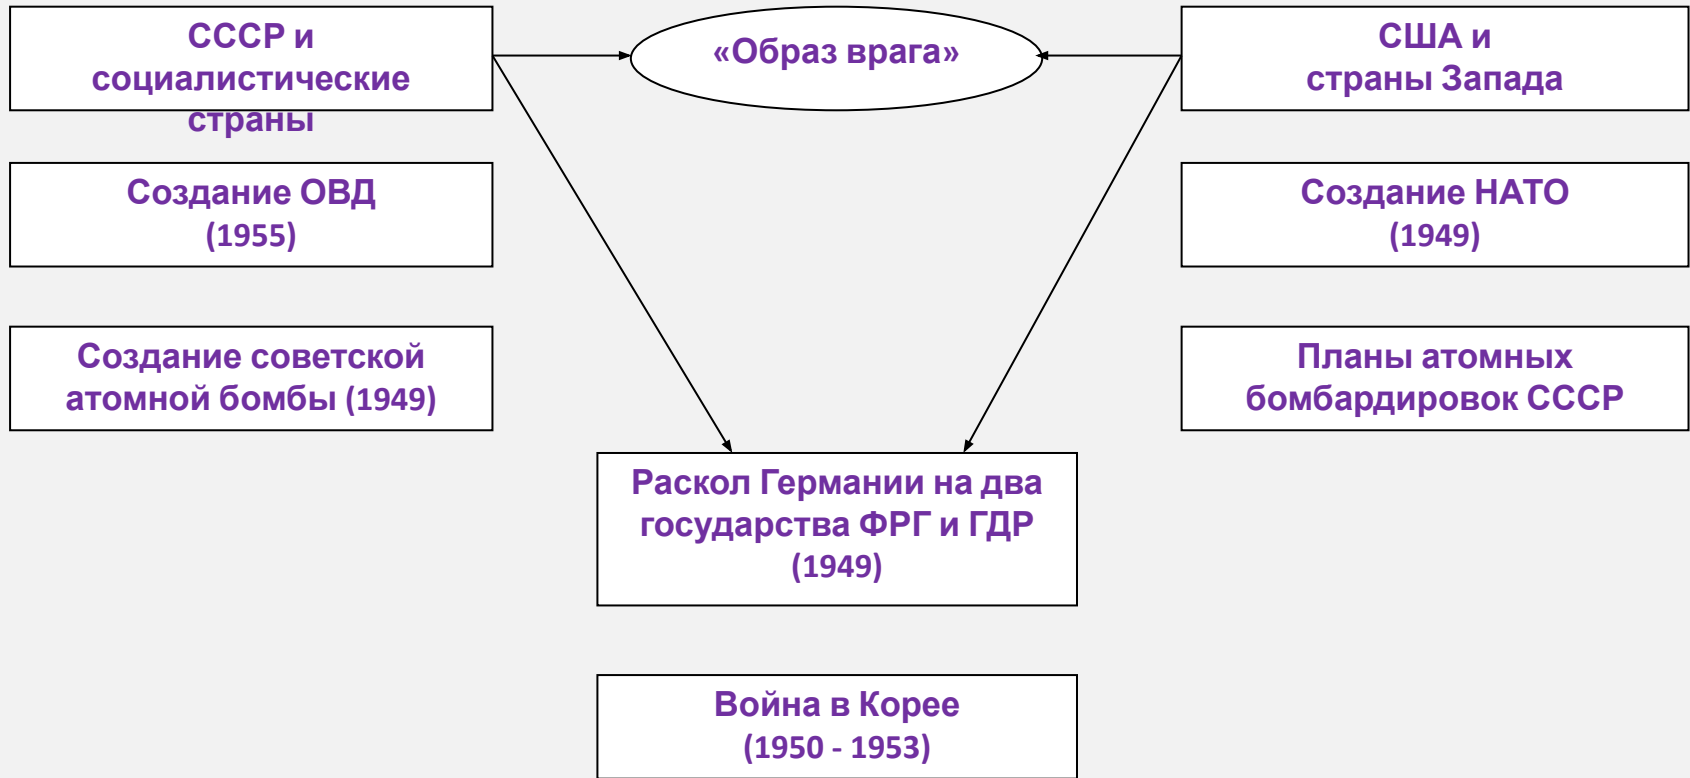 СССР и
социалистические
страны
«Образ врага»
США и
страны Запада
Создание ОВД
(1955)
Создание НАТО
(1949)
Создание советской
атомной бомбы (1949)
Планы атомных
бомбардировок СССР
Раскол Германии на два
государства ФРГ и ГДР
(1949)
Война в Корее
(1950 - 1953)